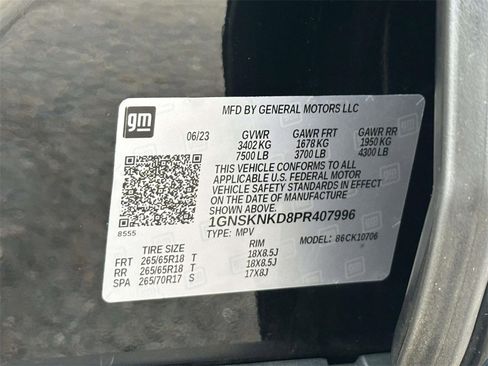 gm
MFD BY GENERAL MOTORS LLC
06/23 GVWR GAWR FRT GAWR RR
3402 KG 1678 KG 1950 KG
7500 LB 3700 LB 4300 LB
THIS VEHICLE CONFORMS TO ALL
APPLICABLE U.S. FEDERAL MOTOR
VEHICLE SAFETY STANDARDS IN EFFECT
ON THE DATE OF MANUFACTURE SHOWN ABOVE.
1GNSKNKD8PR407996
8555 TYPE: MPV MODEL: 86CK10706
TIRE SIZE RIM
FRT 265/65R18 T 18X8.5J
RR 265/65R18 T 18X8.5J
SPA 265/70R17 S 17X8J